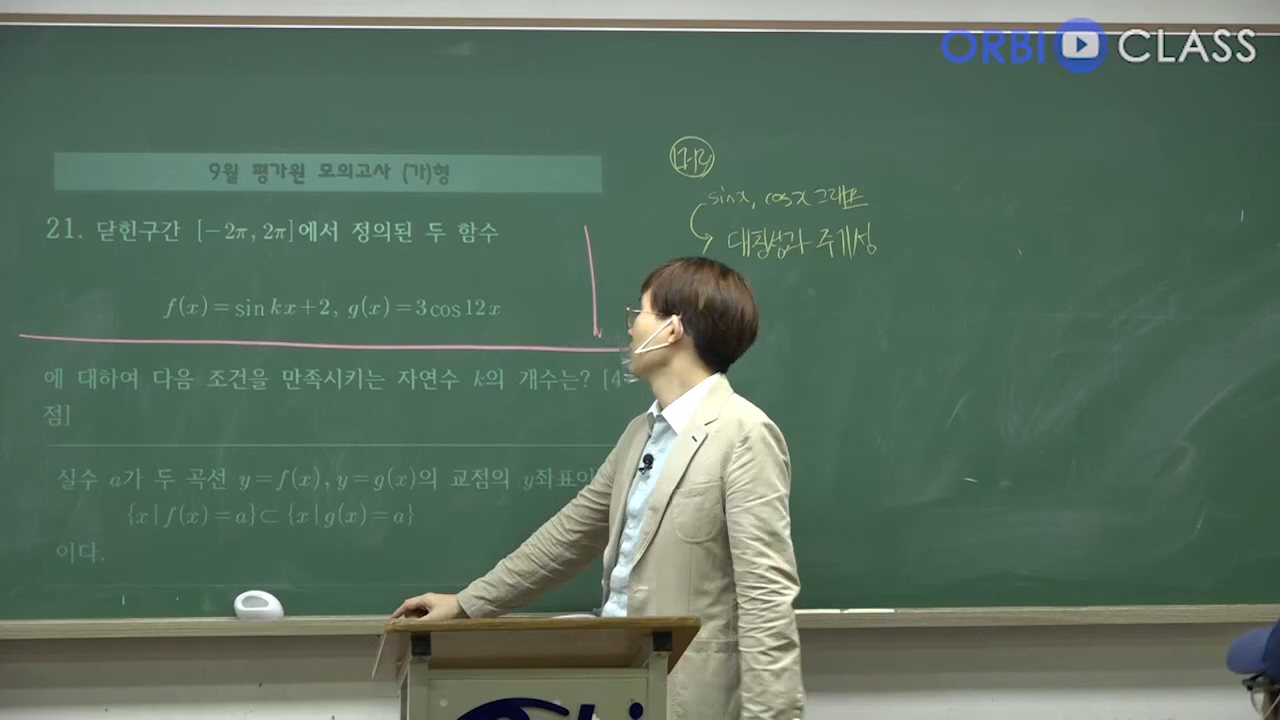 ORBI CLASS
9월 평가원 모의고사 (가)형
21. 닫힌구간 [-2π, 2π]에서 정의된 두 함수
f(x)=sin kx+2, g(x)=3cos12x
에 대하여 다음 조건을 만족시키는 자연수 k의 개수는? [4
점]
실수 a가 두 곡선 y=f(x), y=g(x)의 교점의 y좌표이
{x|f(x)=a}⊂{x|g(x)=a}
이다.
sinx, cosx 그래프
대칭성과 주기성